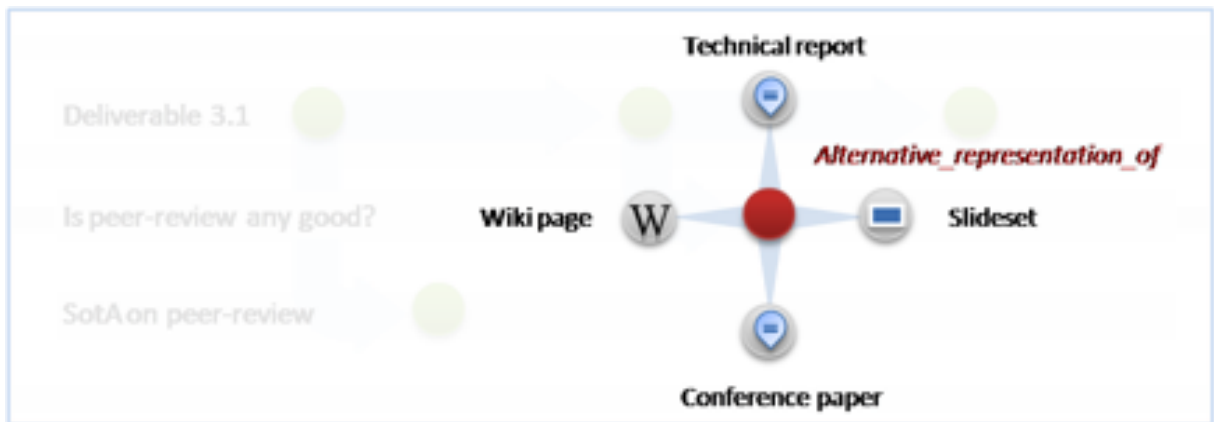 Technical report
Deliverable 3.1
Alternative_representation_of
Is peer-review any good?
Wiki page
W
Slideset
SotA on peer-review
Conference paper